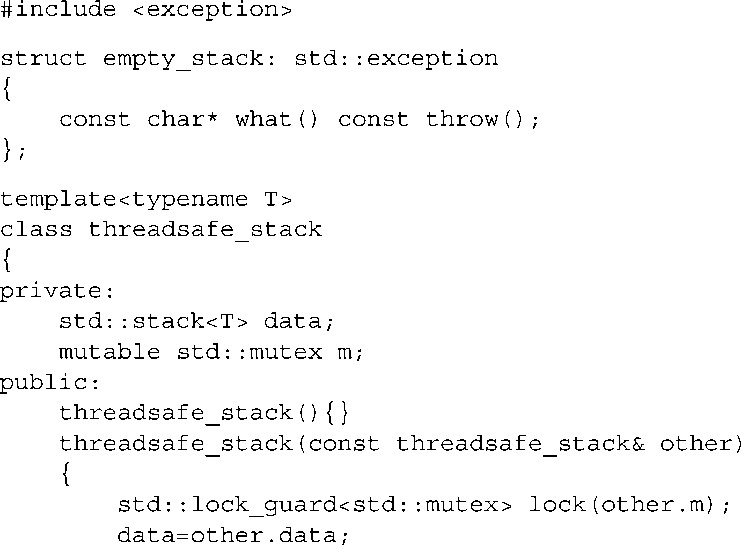 #include <exception>
struct empty_stack: std::exception
{
    const char* what() const throw();
};
template<typename T>
class threadsafe_stack
{
private:
    std::stack<T> data;
    mutable std::mutex m;
public:
    threadsafe_stack(){}
    threadsafe_stack(const threadsafe_stack& other)
    {
        std::lock_guard<std::mutex> lock(other.m);
        data=other.data;